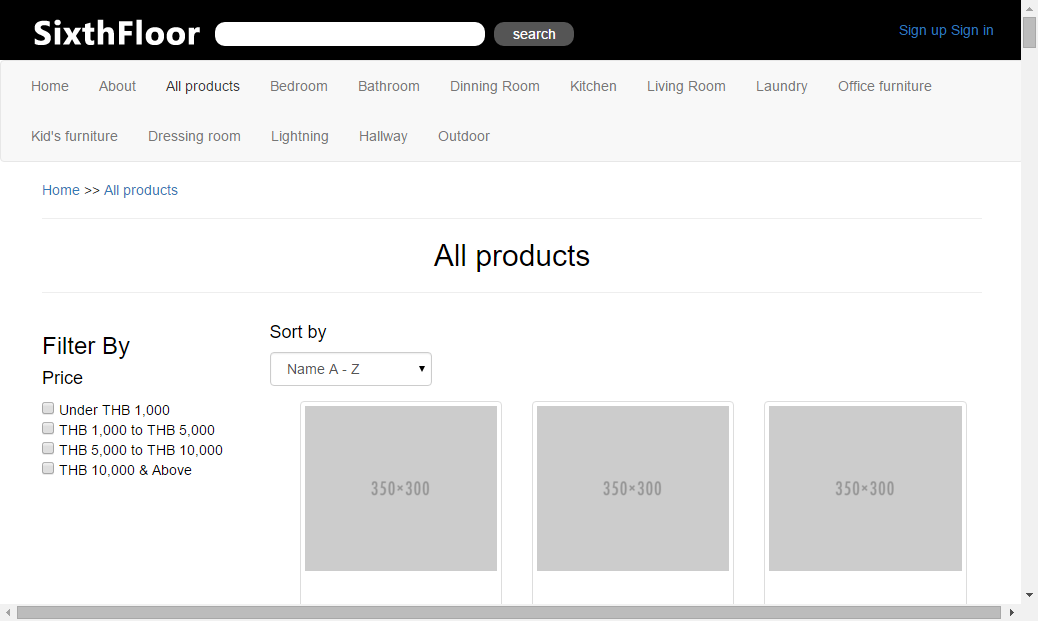 SixthFloor search Sign up Sign in
Home About All products Bedroom Bathroom Dinning Room Kitchen Living Room Laundry Office furniture
Kid's furniture Dressing room Lightning Hallway Outdoor
Home >> All products
All products
Filter By
Price
Under THB 1,000
THB 1,000 to THB 5,000
THB 5,000 to THB 10,000
THB 10,000 & Above
Sort by
Name A - Z
350×300 350×300 350×300